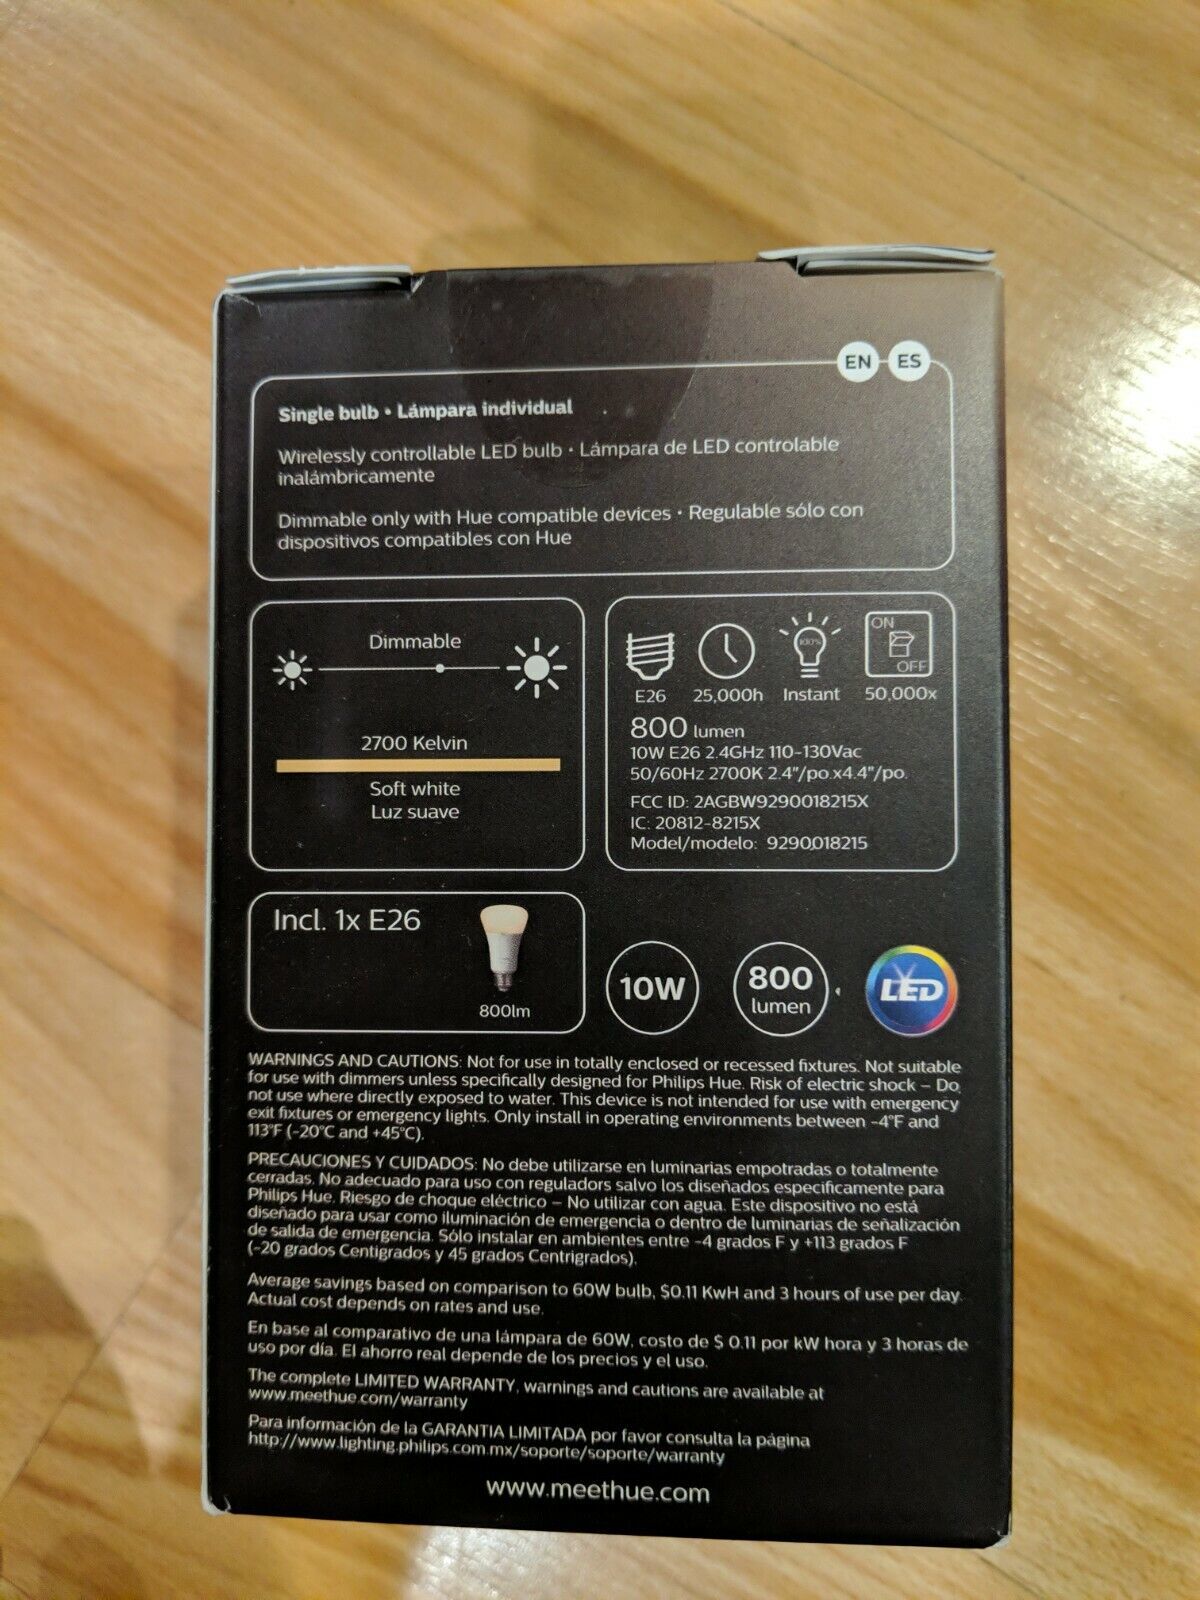 EN ES
Single bulb • Lámpara individual
Wirelessly controllable LED bulb • Lámpara de LED controlable
inalámbricamente
Dimmable only with Hue compatible devices • Regulable sólo con
dispositivos compatibles con Hue
Dimmable
2700 Kelvin
Soft white
Luz suave
100%
ON
OFF
E26 25,000h Instant 50,000x
800 lumen
10W E26 2.4GHz 110-130Vac
50/60Hz 2700K 2.4"/po.x4.4"/po.
FCC ID: 2AGBW9290018215X
IC: 20812-8215X
Model/modelo: 9290018215
Incl. 1x E26
800lm
10W
800
lumen
LED
WARNINGS AND CAUTIONS: Not for use in totally enclosed or recessed fixtures. Not suitable
for use with dimmers unless specifically designed for Philips Hue. Risk of electric shock – Do
not use where directly exposed to water. This device is not intended for use with emergency
exit fixtures or emergency lights. Only install in operating environments between -4°F and
113°F (-20°C and +45°C).
PRECAUCIONES Y CUIDADOS: No debe utilizarse en luminarias empotradas o totalmente
cerradas. No adecuado para uso con reguladors salvo los diseñados especificamente para
Philips Hue. Riesgo de choque eléctrico – No utilizar con agua. Este dispositivo no está
diseñado para usar como iluminación de emergencia o dentro de luminarias de señalización
de salida de emergencia. Sólo instalar en ambientes entre -4 grados F y +113 grados F
(-20 grados Centigrados y 45 grados Centrigrados).
Average savings based on comparison to 60W bulb, $0.11 KwH and 3 hours of use per day.
Actual cost depends on rates and use.
En base al comparativo de una lámpara de 60W, costo de $ 0.11 por kW hora y 3 horas de
uso por día. El ahorro real depende de los precios y el uso.
The complete LIMITED WARRANTY, warnings and cautions are available at
www.meethue.com/warranty
Para información de la GARANTIA LIMITADA por favor consulta la página
http://www.lighting.philips.com.mx/soporte/soporte/warranty
www.meethue.com